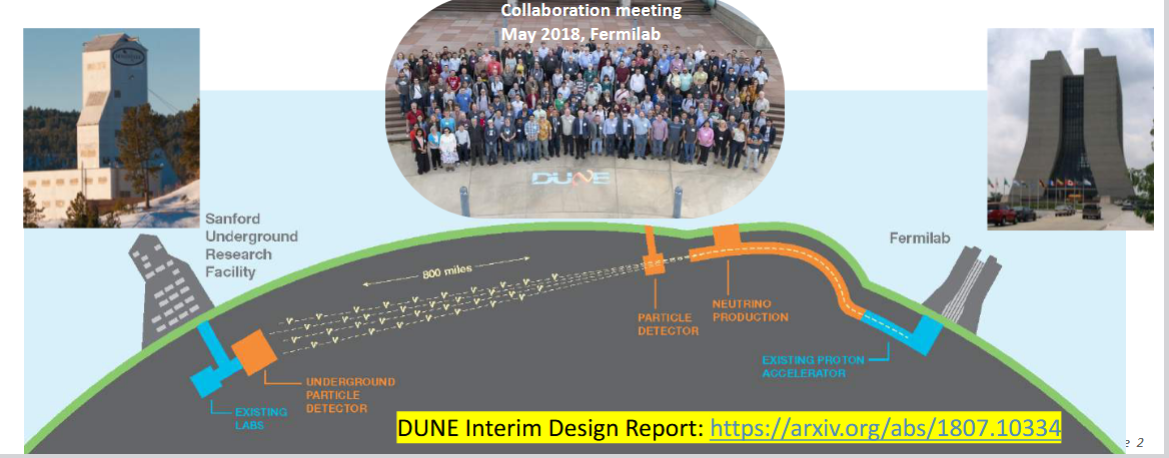 Collaboration meeting
May 2018, Fermilab
DUNE
Sanford
Underground
Research
Facility
Fermilab
800 miles
PARTICLE
DETECTOR
NEUTRINO
PRODUCTION
EXISTING PROTON
ACCELERATOR
UNDERGROUND
PARTICLE
DETECTOR
EXISTING
LABS
DUNE Interim Design Report: https://arxiv.org/abs/1807.10334
2